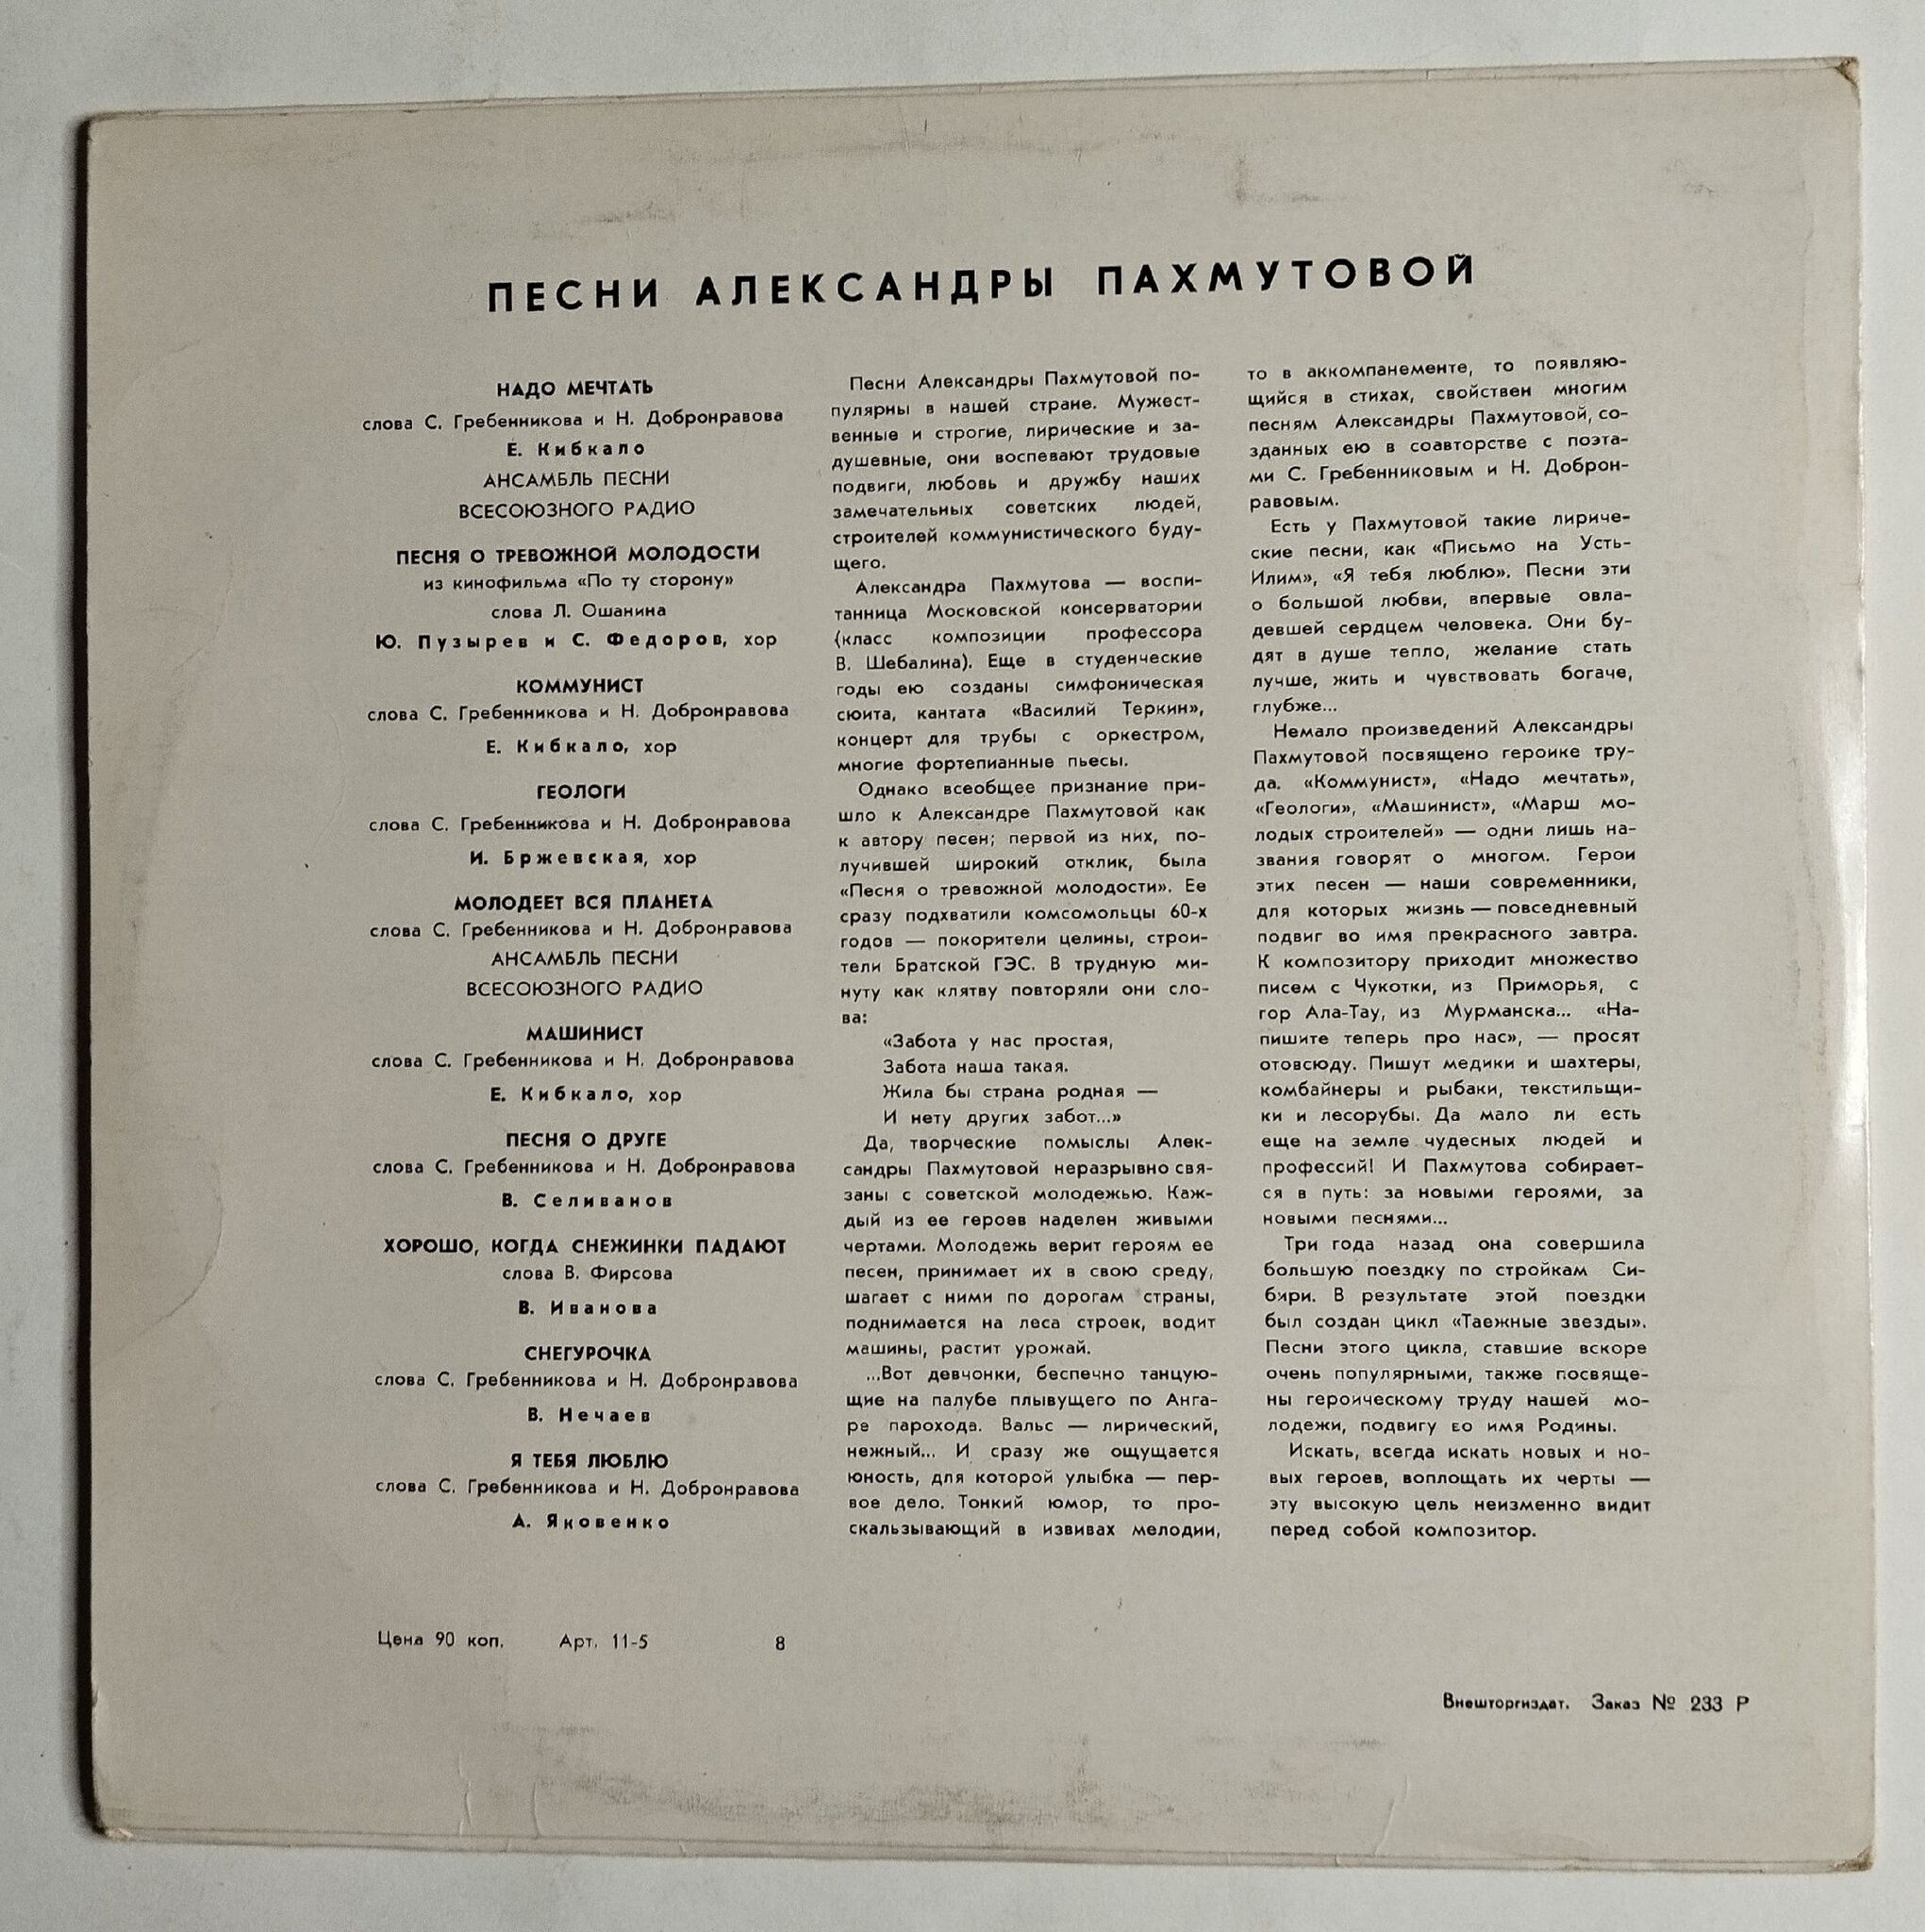 ПЕСНИ АЛЕКСАНДРЫ ПАХМУТОВОЙ
НАДО МЕЧТАТЬ
слова С. Гребенникова и Н. Добронравова
Е. Кибкало
АНСАМБЛЬ ПЕСНИ
ВСЕСОЮЗНОГО РАДИО
ПЕСНЯ О ТРЕВОЖНОЙ МОЛОДОСТИ
из кинофильма «По ту сторону»
слова Л. Ошанина
Ю. Пузырев и С. Федоров, хор
КОММУНИСТ
слова С. Гребенникова и Н. Добронравова
Е. Кибкало, хор
ГЕОЛОГИ
слова С. Гребенникова и Н. Добронравова
И. Бржевская, хор
МОЛОДЕЕТ ВСЯ ПЛАНЕТА
слова С. Гребенникова и Н. Добронравова
АНСАМБЛЬ ПЕСНИ
ВСЕСОЮЗНОГО РАДИО
МАШИНИСТ
слова С. Гребенникова и Н. Добронравова
Е. Кибкало, хор
ПЕСНЯ О ДРУГЕ
слова С. Гребенникова и Н. Добронравова
В. Селиванов
ХОРОШО, КОГДА СНЕЖИНКИ ПАДАЮТ
слова В. Фирсова
В. Иванова
СНЕГУРОЧКА
слова С. Гребенникова и Н. Добронравова
В. Нечаев
Я ТЕБЯ ЛЮБЛЮ
слова С. Гребенникова и Н. Добронравова
А. Яковенко
Песни Александры Пахмутовой по-
пулярны в нашей стране. Мужест-
венные и строгие, лирические и за-
душевные, они воспевают трудовые
подвиги, любовь и дружбу наших
замечательных советских людей,
строителей коммунистического буду-
щего.
Александра Пахмутова — воспи-
танница Московской консерватории
(класс композиции профессора
В. Шебалина). Еще в студенческие
годы ею созданы симфоническая
сюита, кантата «Василий Теркин»,
концерт для трубы с оркестром,
многие фортепианные пьесы.
Однако всеобщее признание при-
шло к Александре Пахмутовой как
к автору песен; первой из них, по-
лучившей широкий отклик, была
«Песня о тревожной молодости». Ее
сразу подхватили комсомольцы 60-х
годов — покорители целины, строи-
тели Братской ГЭС. В трудную ми-
нуту как клятву повторяли они сло-
ва:
«Забота у нас простая,
Забота наша такая.
Жила бы страна родная —
И нету других забот...»
Да, творческие помыслы Алек-
сандры Пахмутовой неразрывно свя-
заны с советской молодежью. Каж-
дый из ее героев наделен живыми
чертами. Молодежь верит героям ее
песен, принимает их в свою среду,
шагает с ними по дорогам страны,
поднимается на леса строек, водит
машины, растит урожай.
...Вот девчонки, беспечно танцую-
щие на палубе плывущего по Анга-
ре парохода. Вальс — лирический,
нежный... И сразу же ощущается
юность, для которой улыбка — пер-
вое дело. Тонкий юмор, то про-
скальзывающий в извивах мелодии,
то в аккомпанементе, то появляю-
щийся в стихах, свойствен многим
песням Александры Пахмутовой, со-
зданных ею в соавторстве с поэта-
ми С. Гребенниковым и Н. Доброн-
равовым.
Есть у Пахмутовой такие лириче-
ские песни, как «Письмо на Усть-
Илим», «Я тебя люблю». Песни эти
о большой любви, впервые овла-
девшей сердцем человека. Они бу-
дят в душе тепло, желание стать
лучше, жить и чувствовать богаче,
глубже...
Немало произведений Александры
Пахмутовой посвящено героике тру-
да. «Коммунист», «Надо мечтать»,
«Геологи», «Машинист», «Марш мо-
лодых строителей» — одни лишь на-
звания говорят о многом. Герои
этих песен — наши современники,
для которых жизнь — повседневный
подвиг во имя прекрасного завтра.
К композитору приходит множество
писем с Чукотки, из Приморья, с
гор Ала-Тау, из Мурманска... «На-
пишите теперь про нас», — просят
отовсюду. Пишут медики и шахтеры,
комбайнеры и рыбаки, текстильщи-
ки и лесорубы. Да мало ли есть
еще на земле чудесных людей и
профессий! И Пахмутова собирает-
ся в путь: за новыми героями, за
новыми песнями...
Три года назад она совершила
большую поездку по стройкам Си-
бири. В результате этой поездки
был создан цикл «Таежные звезды».
Песни этого цикла, ставшие вскоре
очень популярными, также посвяще-
ны героическому труду нашей мо-
лодежи, подвигу во имя Родины.
Искать, всегда искать новых и но-
вых героев, воплощать их черты —
эту высокую цель неизменно видит
перед собой композитор.
Цена 90 коп. Арт. 11-5 8
Внешторгиздат. Заказ № 233 Р